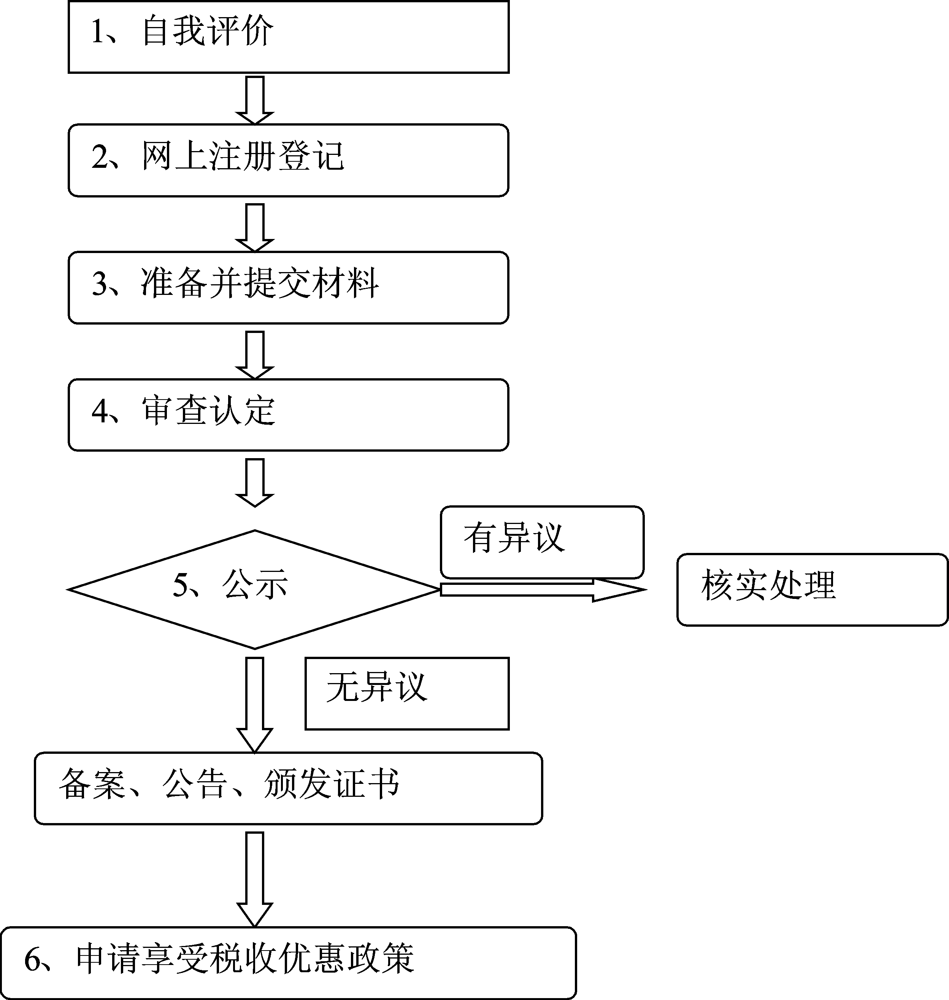 1、自我评价
2、网上注册登记
3、准备并提交材料
4、审查认定
有异议
5、公示
核实处理
无异议
备案、公告、颁发证书
6、申请享受税收优惠政策